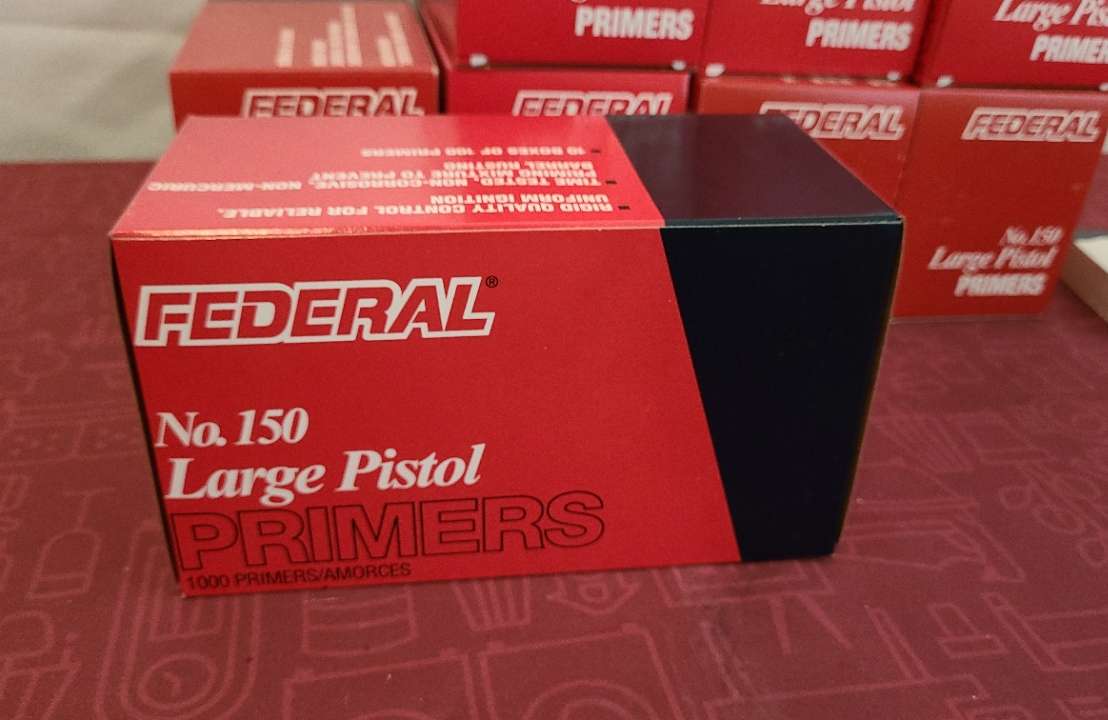 PRIMERS
Large Pistol
PRIMERS
Large
PRIMERS
FEDERAL
FEDERAL
FEDERAL
FEDERAL
No. 150
Large Pistol
PRIMERS
RIGID QUALITY CONTROL FOR RELIABLE,
UNIFORM IGNITION
TIME TESTED, NON-CORROSIVE, NON-MERCURIC
PRIMING MIXTURE TO PREVENT
BARREL RUSTING
10 BOXES OF 100 PRIMERS
FEDERAL®
No. 150
Large Pistol
PRIMERS
1000 PRIMERS/AMORCES